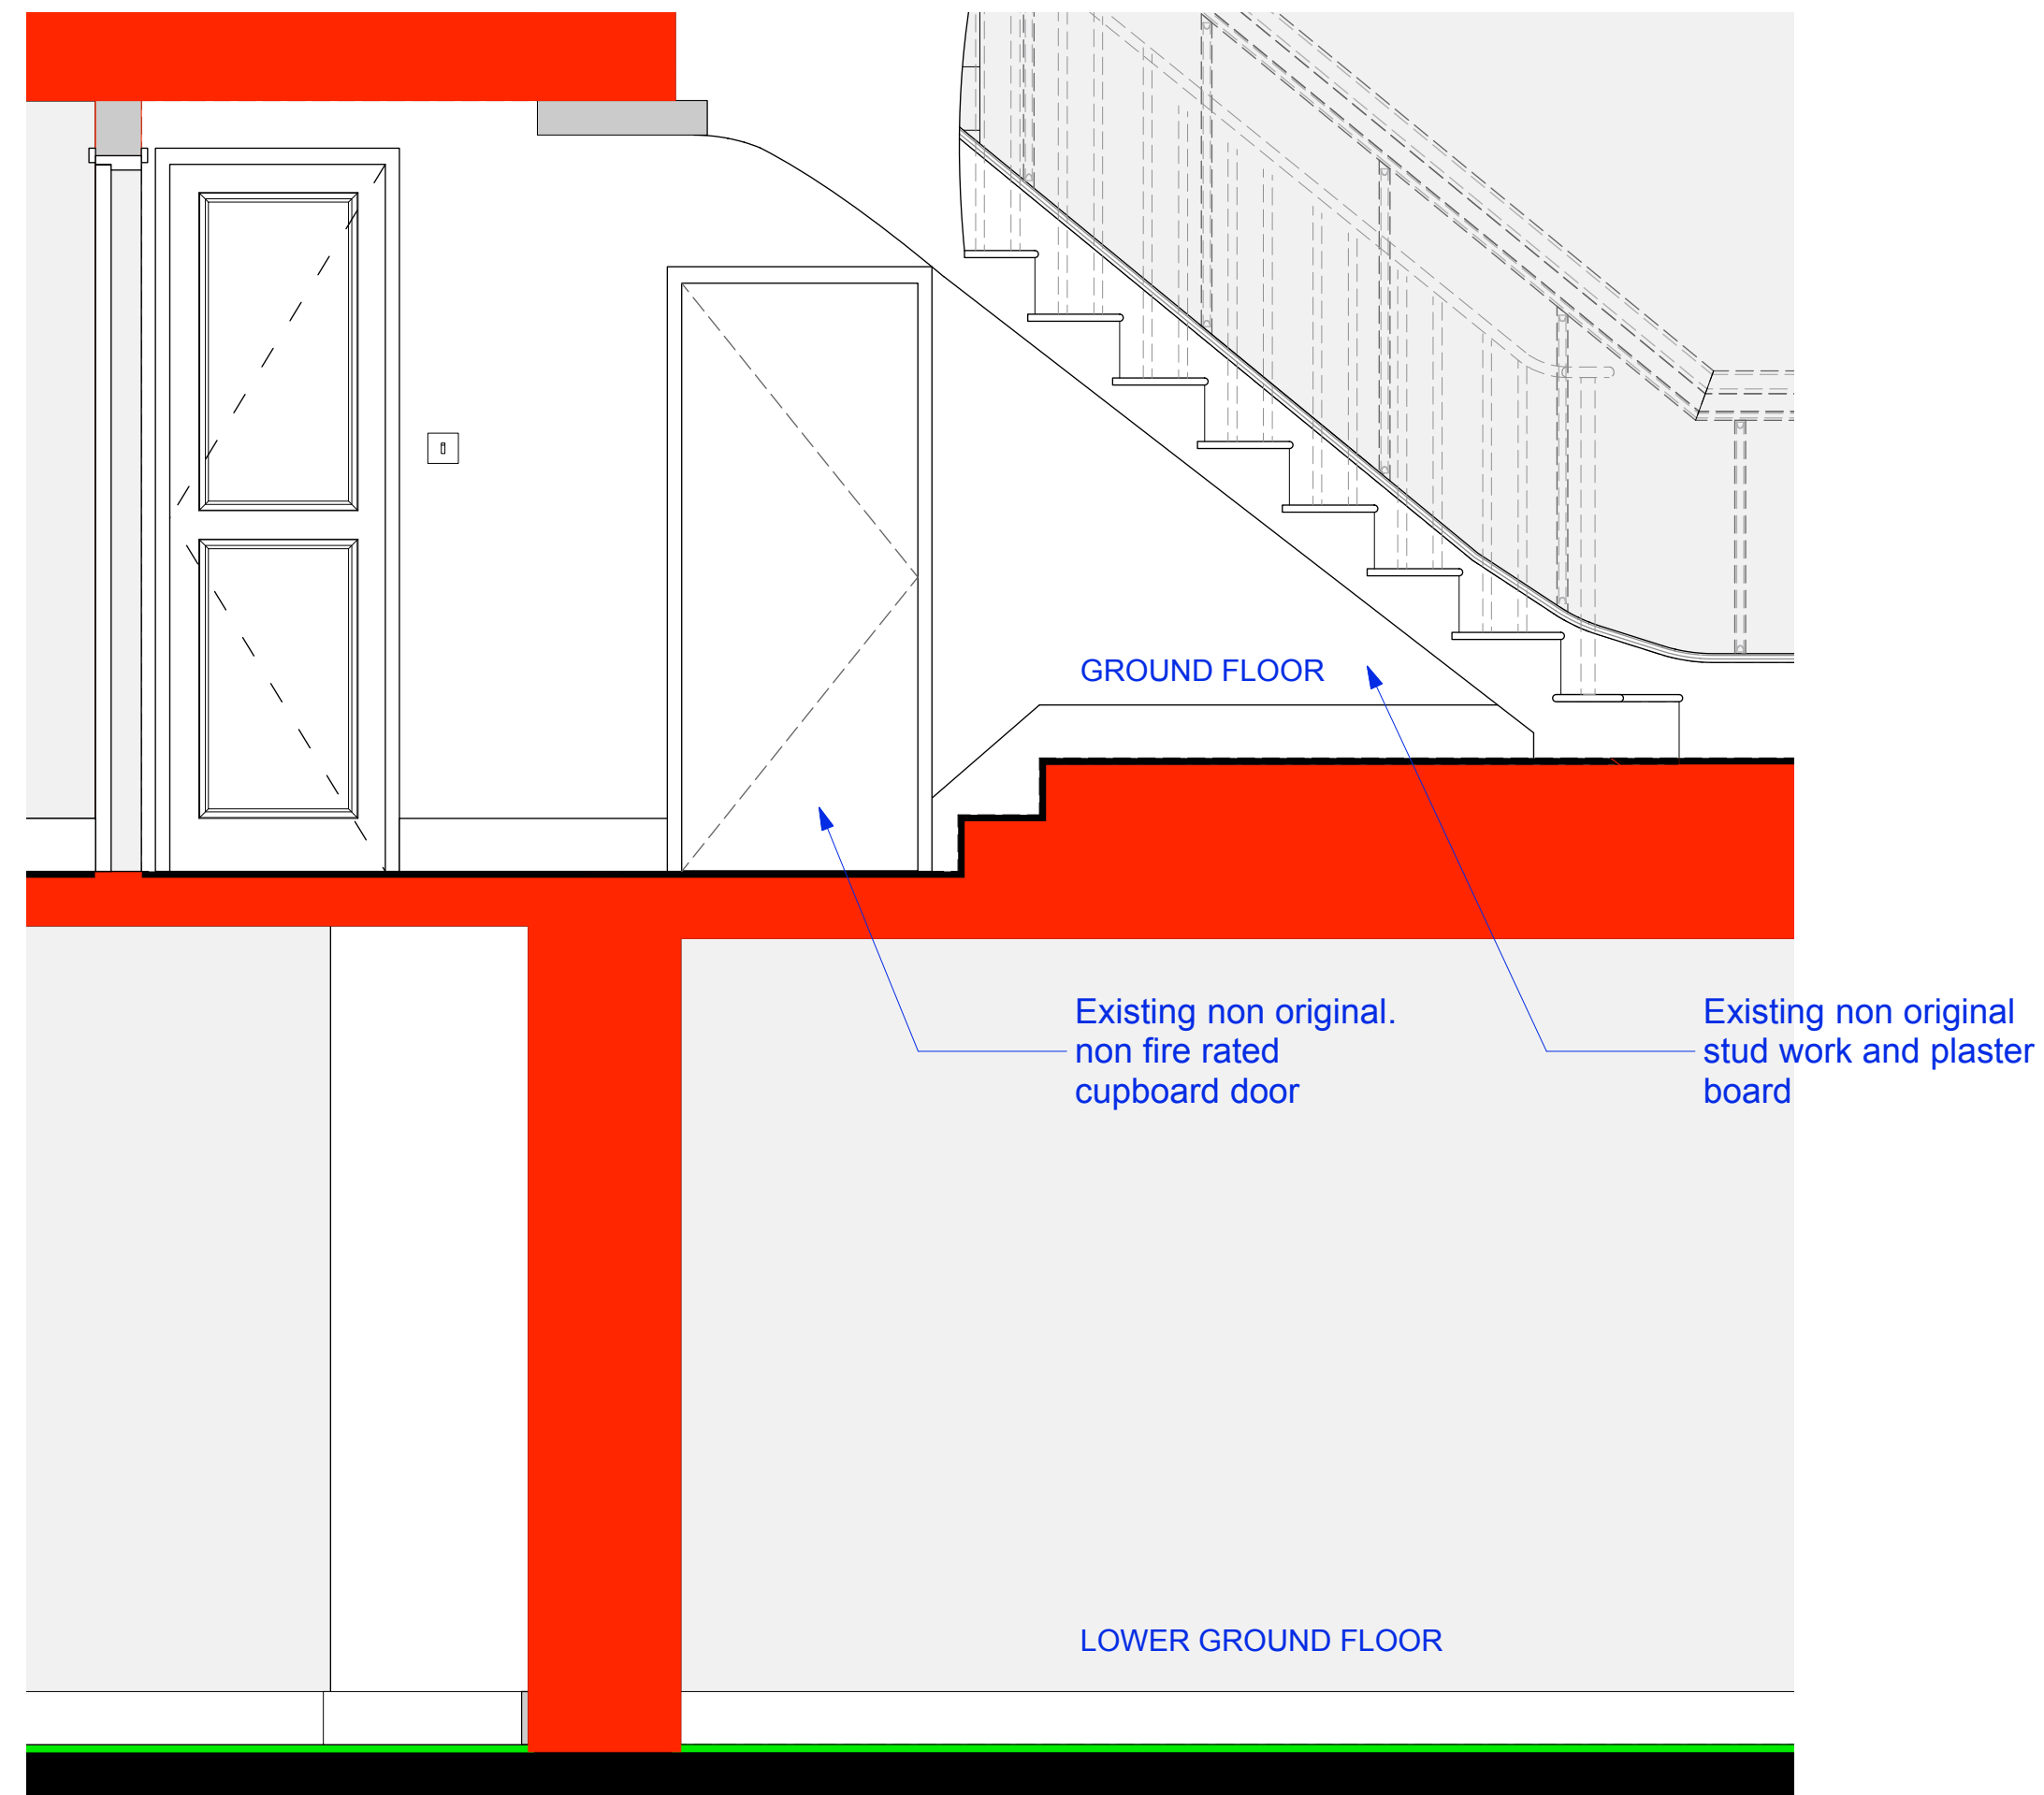 GROUND FLOOR
Existing non original.
non fire rated
cupboard door
Existing non original
stud work and plaster
board
LOWER GROUND FLOOR